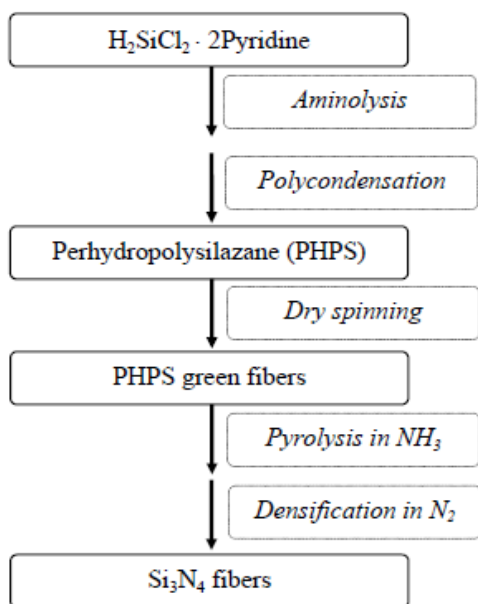 H₂SiCl₂ · 2Pyridine
Aminolysis
Polycondensation
Perhydropolysilazane (PHPS)
Dry spinning
PHPS green fibers
Pyrolysis in NH₃
Densification in N₂
Si₃N₄ fibers